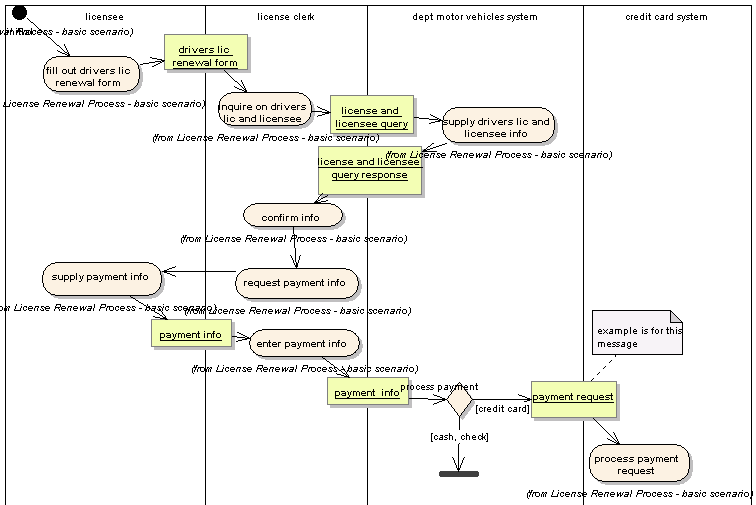 licensee
license clerk
dept motor vehicles system
credit card system
Process - basic scenario)
drivers lic
renewal form
fill out drivers lic
renewal form
License Renewal Process - basic scenario)
inquire on drivers
lic and licensee
license and
licensee query
supply drivers lic and
licensee info
(from License Renewal Process - basic scenario)
(from License Renewal Process - basic scenario)
license and licensee
query response
confirm info
(from License Renewal Process - basic scenario)
supply payment info
request payment info
om License Renewal Process - basic scenario)
(from License Renewal Process - basic scenario)
payment info
enter payment info
example is for this
message
(from License Renewal Process - basic scenario)
payment info
process payment
[credit card]
payment request
[cash, check]
process payment
request
(from License Renewal Process - basic scenario)